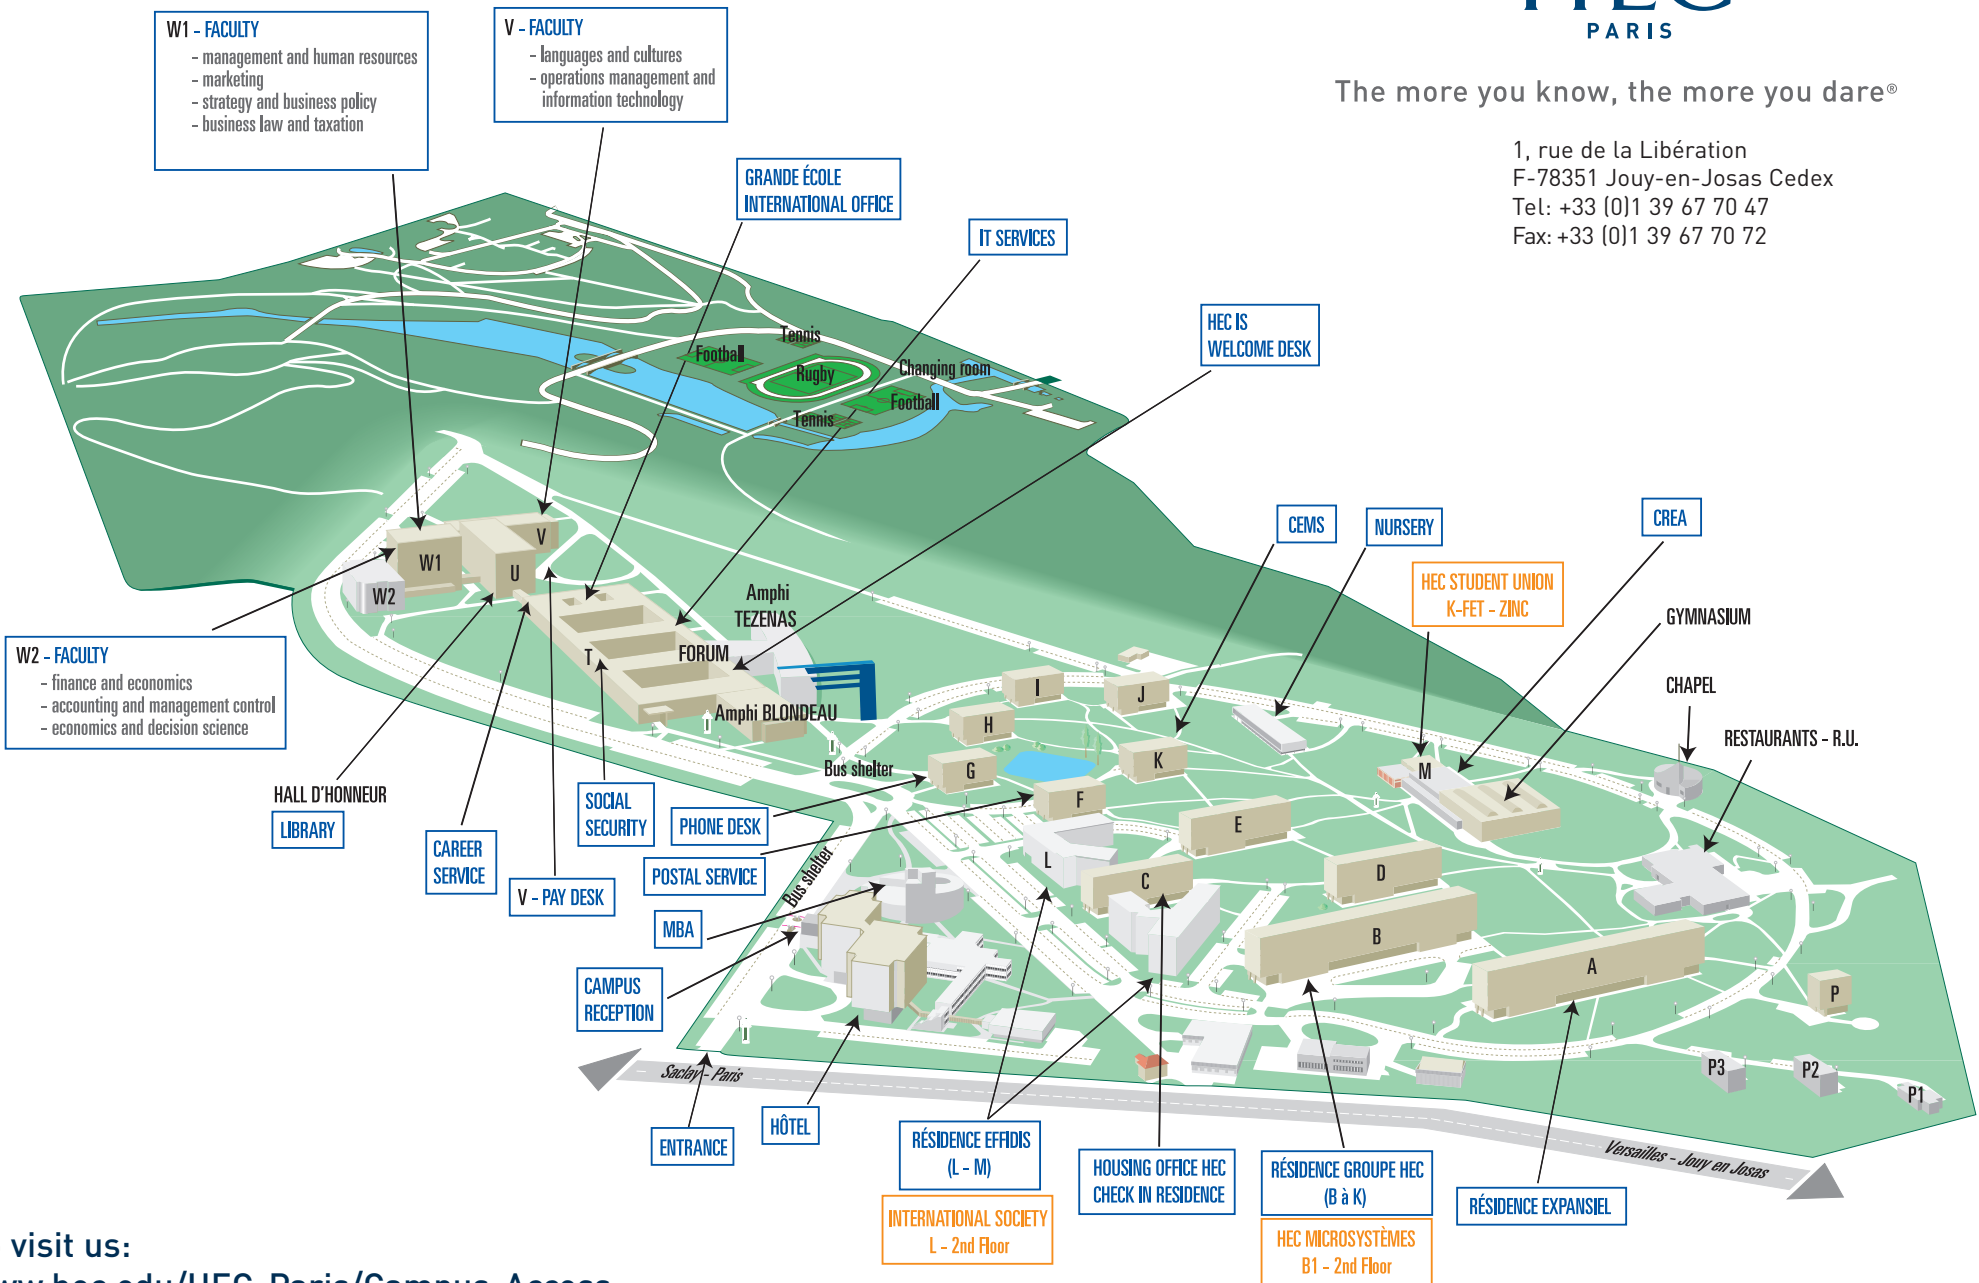 HEC
PARIS
The more you know, the more you dare®
1, rue de la Libération
F-78351 Jouy-en-Josas Cedex
Tel: +33 (0)1 39 67 70 47
Fax: +33 (0)1 39 67 70 72
W1 - FACULTY
- management and human resources
- marketing
- strategy and business policy
- business law and taxation
V - FACULTY
- languages and cultures
- operations management and
information technology
GRANDE ÉCOLE
INTERNATIONAL OFFICE
IT SERVICES
HEC IS
WELCOME DESK
Tennis
Football
Rugby
Changing room
Football
Tennis
CEMS
NURSERY
CREA
HEC STUDENT UNION
K-FET - ZINC
GYMNASIUM
CHAPEL
RESTAURANTS - R.U.
W1
W2
U
V
T
Amphi
TEZENAS
FORUM
Amphi BLONDEAU
W2 - FACULTY
- finance and economics
- accounting and management control
- economics and decision science
I
J
H
K
G
F
E
L
C
D
B
A
M
P
P3
P2
P1
Bus shelter
Bus shelter
HALL D'HONNEUR
LIBRARY
CAREER
SERVICE
V - PAY DESK
SOCIAL
SECURITY
PHONE DESK
POSTAL SERVICE
MBA
CAMPUS
RECEPTION
ENTRANCE
HÔTEL
Saclay - Paris
Versailles - Jouy en Josas
RÉSIDENCE EFFIDIS
(L - M)
INTERNATIONAL SOCIETY
L - 2nd Floor
HOUSING OFFICE HEC
CHECK IN RESIDENCE
RÉSIDENCE GROUPE HEC
(B à K)
HEC MICROSYSTÈMES
B1 - 2nd Floor
RÉSIDENCE EXPANSIEL
visit us:
ww.hec.edu/HEC-Paris/Campus-Access